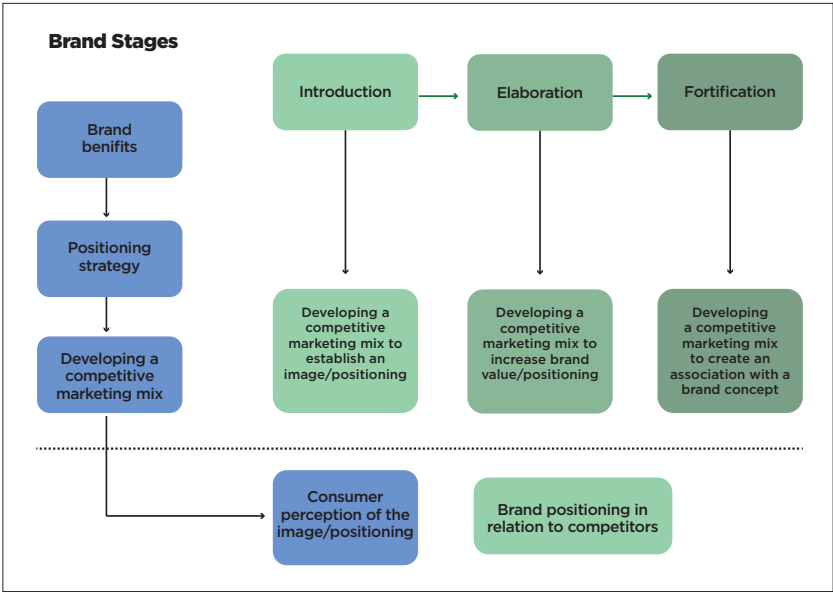 Brand Stages
Introduction
Elaboration
Fortification
Brand
benifits
Positioning
strategy
Developing a
competitive
marketing mix
Developing a
competitive
marketing mix to
establish an
image/positioning
Developing a
competitive
marketing mix to
increase brand
value/positioning
Developing
a competitive
marketing mix
to create an
association with a
brand concept
Consumer
perception of the
image/positioning
Brand positioning in
relation to competitors